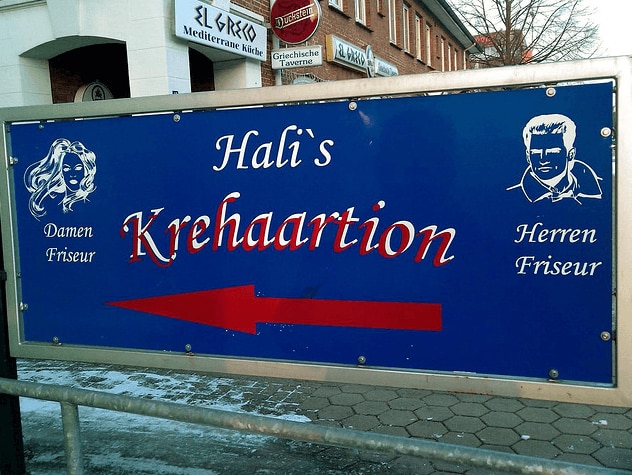 EL GRECO
Mediterrane Küche
Duckstein
Griechische
Taverne
EL GRECO
Hali`s
Krehaartion
Damen
Friseur
Herren
Friseur